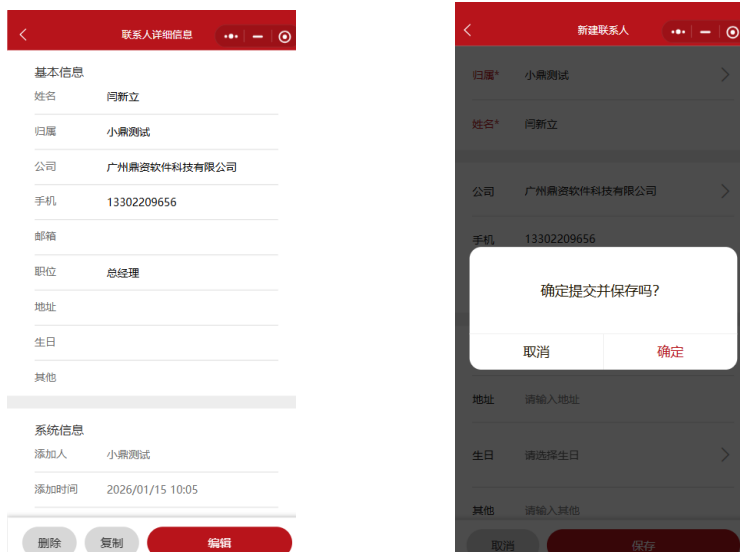 联系人详细信息
基本信息
姓名 闫新立
归属 小鼎测试
公司 广州鼎资软件科技有限公司
手机 13302209656
邮箱
职位 总经理
地址
生日
其他
系统信息
添加人 小鼎测试
添加时间 2026/01/15 10:05
删除 复制 编辑
新建联系人
归属* 小鼎测试
姓名* 闫新立
公司 广州鼎资软件科技有限公司
手机 13302209656
确定提交并保存吗?
取消 确定
地址 请输入地址
生日 请选择生日
其他 请输入其他
取消 保存